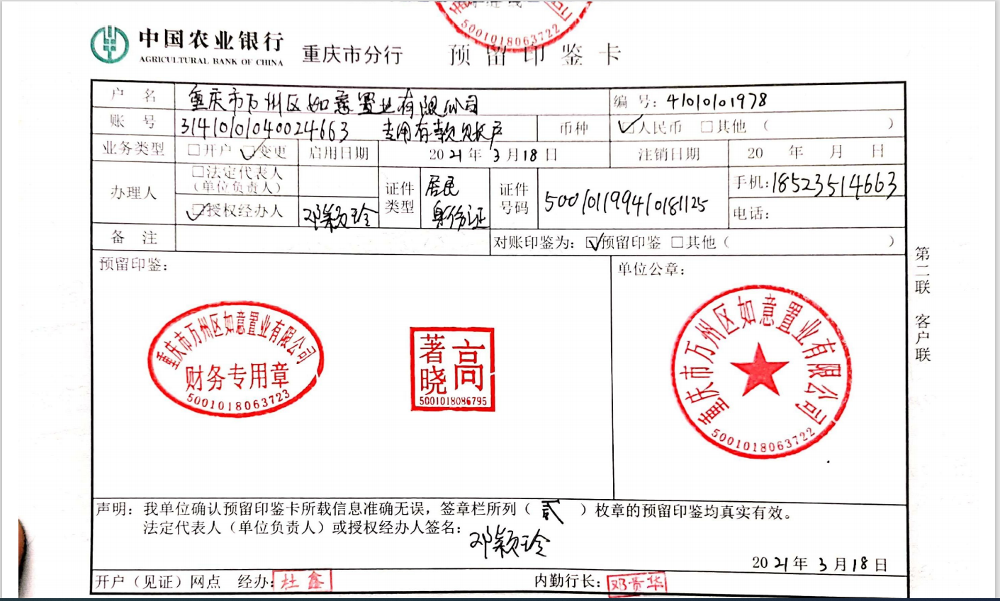 5001018063722
中国农业银行
AGRICULTURAL BANK OF CHINA
重庆市分行 预留印鉴卡
户名 重庆市万州区如意置业有限公司 编号：41010101978
账号 31410101040024663 专用存款账户 币种 ☑人民币 □其他（ ）
业务类型 □开户 ☑变更 启用日期 2021年3月18日 注销日期 20 年 月 日
办理人 □法定代表人
（单位负责人）
☑授权经办人 邓颖玲
证件类型 居民身份证 证件号码 500101199410181125
手机：18523514663
电话：
备注 对账印鉴为：☑预留印鉴 □其他（ ）
预留印鉴：
重庆市万州区如意置业有限公司
财务专用章
5001018063723
高著晓
5001018086795
单位公章：
重庆市万州区如意置业有限公司
5001018063722
第二联 客户联
声明：我单位确认预留印鉴卡所载信息准确无误，签章栏所列（贰）枚章的预留印鉴均真实有效。
法定代表人（单位负责人）或授权经办人签名：邓颖玲
2021年3月18日
开户（见证）网点 经办：杜鑫 内勤行长：邓贵华